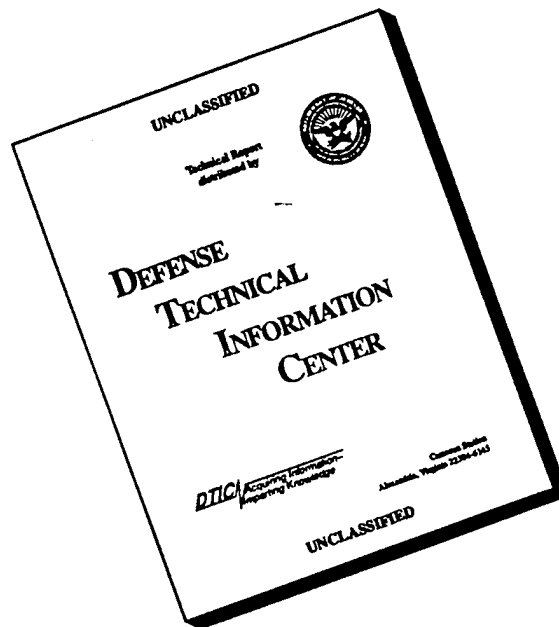 UNCLASSIFIED
Technical Report
distributed by
DEFENSE
TECHNICAL
INFORMATION
CENTER
DTIC
Acquiring Information–
Imparting Knowledge
Cameron Station
Alexandria, Virginia 22304-6145
UNCLASSIFIED